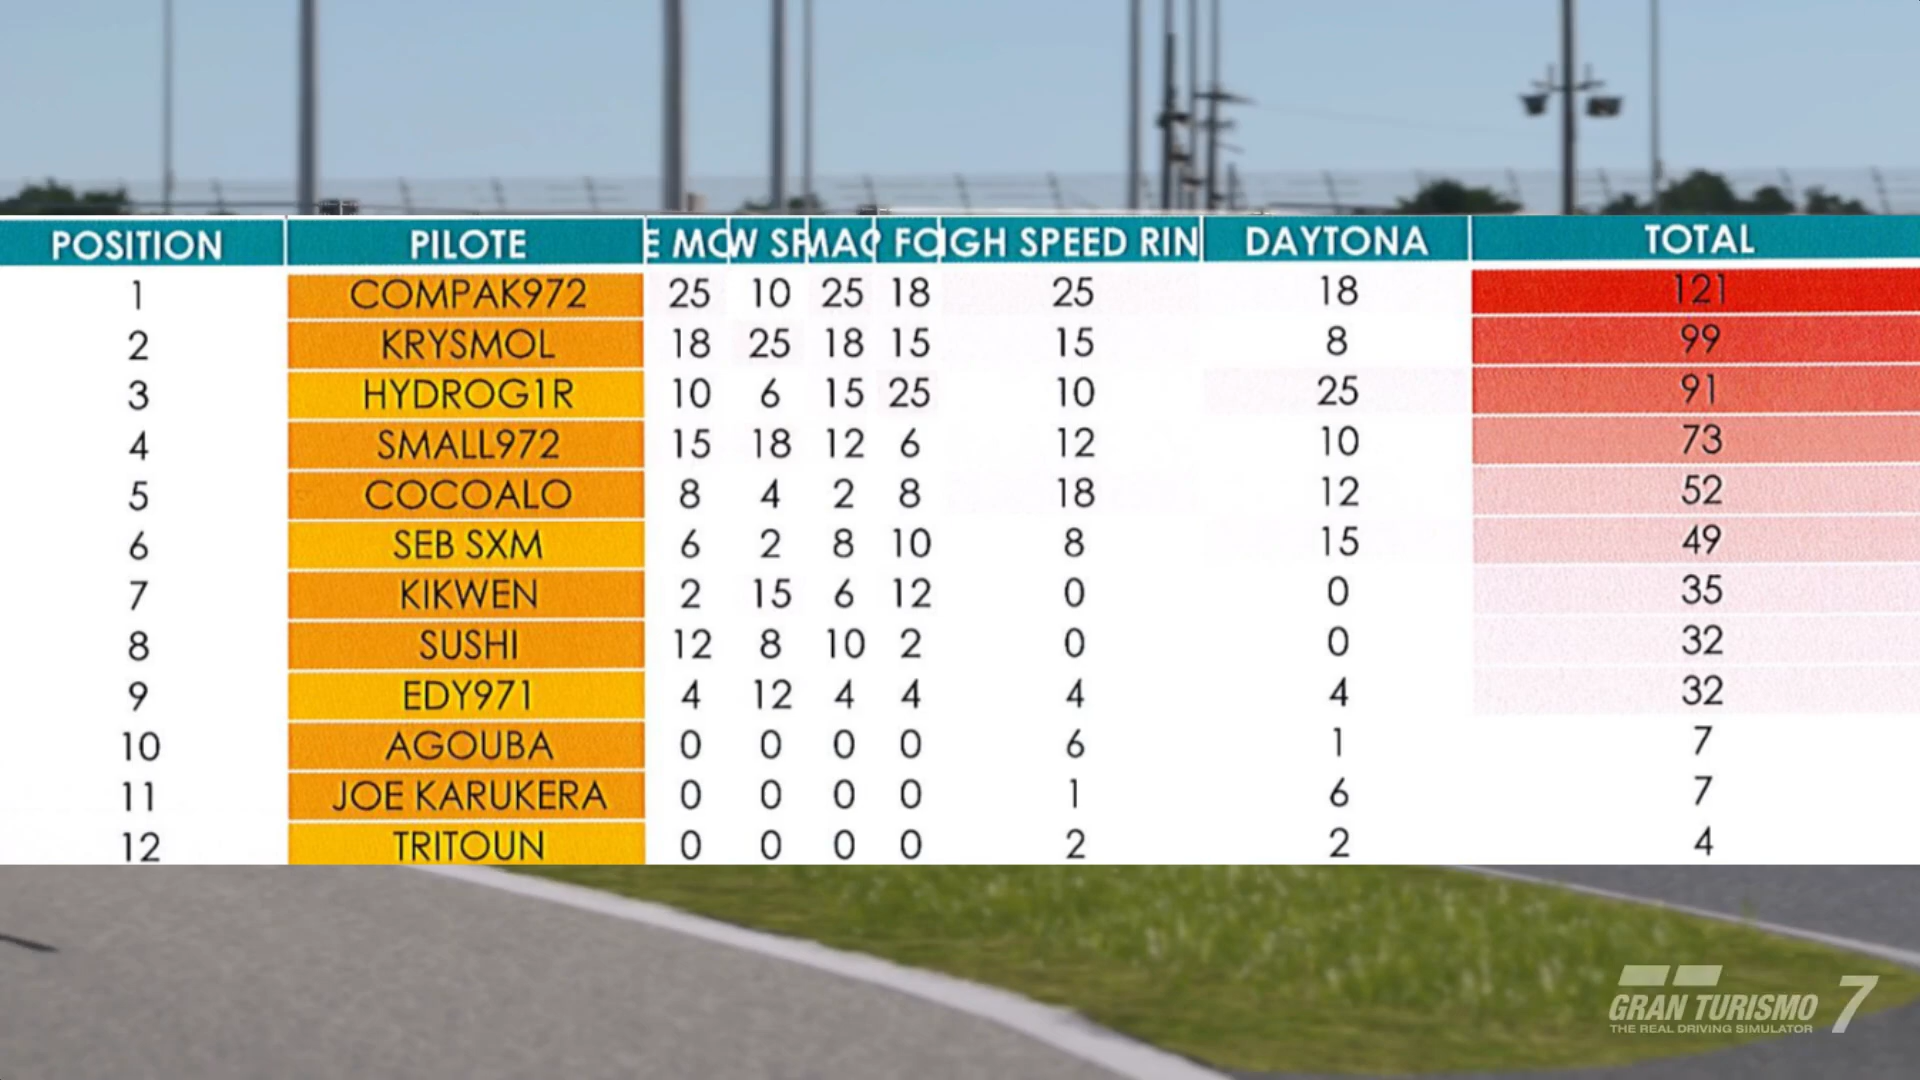 POSITION PILOTE E MO W SP MAG P FO IGH SPEED RIN DAYTONA TOTAL
1 COMPAK972 25 10 25 18 25 18 121
2 KRYSMOL 18 25 18 15 15 8 99
3 HYDROG1R 10 6 15 25 10 25 91
4 SMALL972 15 18 12 6 12 10 73
5 COCOALO 8 4 2 8 18 12 52
6 SEB SXM 6 2 8 10 8 15 49
7 KIKWEN 2 15 6 12 0 0 35
8 SUSHI 12 8 10 2 0 0 32
9 EDY971 4 12 4 4 4 4 32
10 AGOUBA 0 0 0 0 6 1 7
11 JOE KARUKERA 0 0 0 0 1 6 7
12 TRITOUN 0 0 0 0 2 2 4
GRAN TURISMO 7
THE REAL DRIVING SIMULATOR